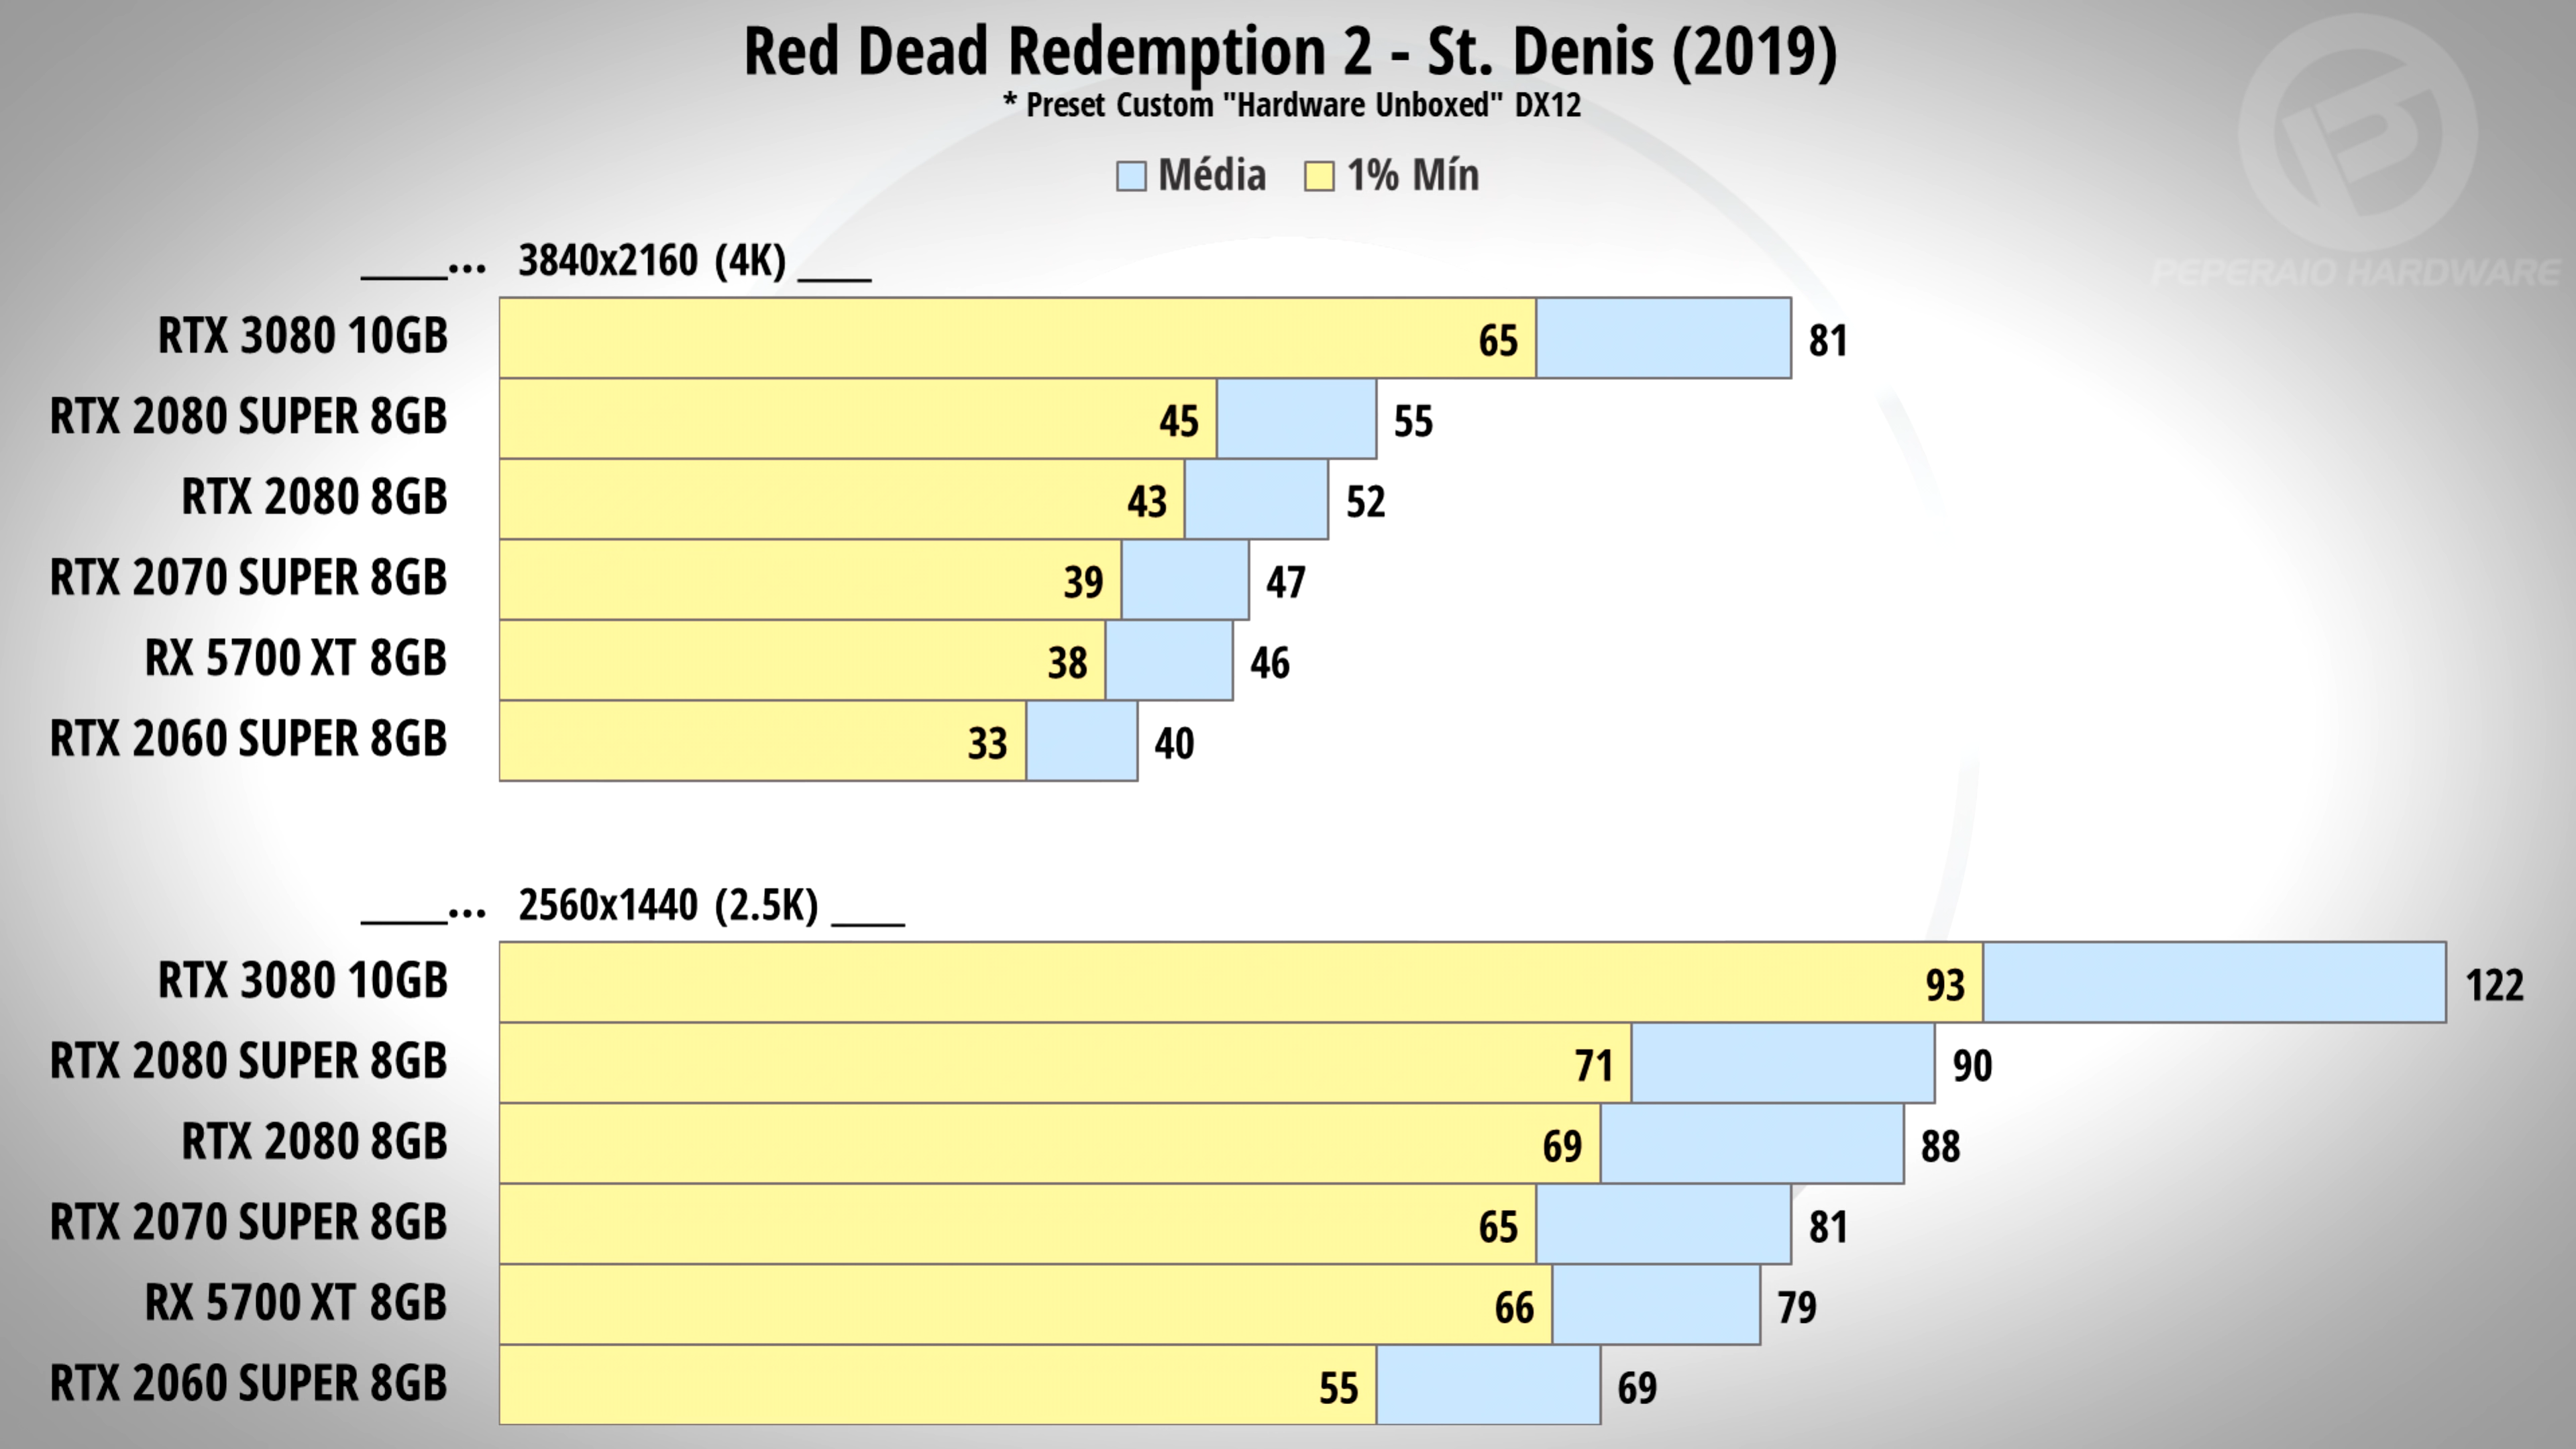 Red Dead Redemption 2 - St. Denis (2019)
* Preset Custom "Hardware Unboxed" DX12
Média 1% Mín
PEPERAIO HARDWARE
____... 3840x2160 (4K) ____
RTX 3080 10GB 65 81
RTX 2080 SUPER 8GB 45 55
RTX 2080 8GB 43 52
RTX 2070 SUPER 8GB 39 47
RX 5700 XT 8GB 38 46
RTX 2060 SUPER 8GB 33 40
____... 2560x1440 (2.5K) ____
RTX 3080 10GB 93 122
RTX 2080 SUPER 8GB 71 90
RTX 2080 8GB 69 88
RTX 2070 SUPER 8GB 65 81
RX 5700 XT 8GB 66 79
RTX 2060 SUPER 8GB 55 69